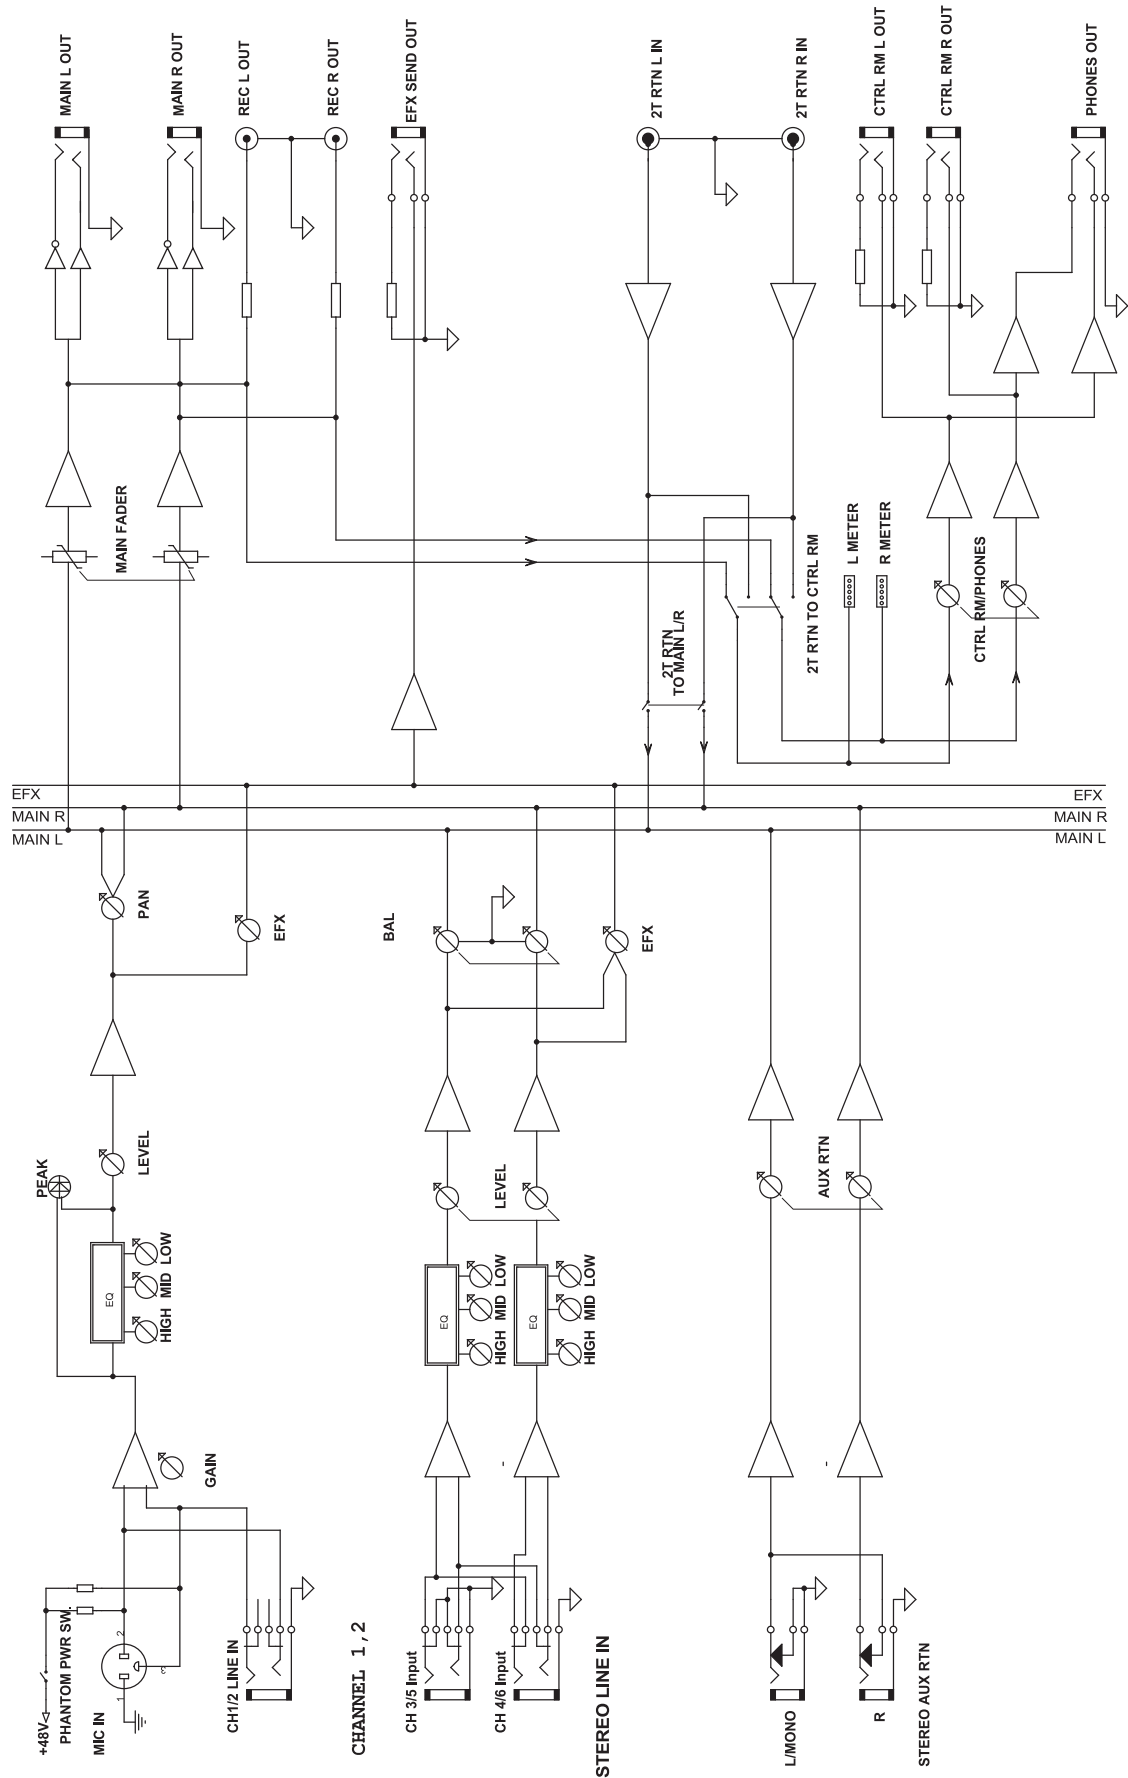 MAIN L OUT
MAIN R OUT
REC L OUT
REC R OUT
EFX SEND OUT
2T RTN L IN
2T RTN R IN
CTRL RM L OUT
CTRL RM R OUT
PHONES OUT
MAIN FADER
2T RTN
TO MAIN L/R
2T RTN TO CTRL RM
L METER
R METER
CTRL RM/PHONES
EFX
MAIN R
MAIN L
EFX
MAIN R
MAIN L
PAN
EFX
BAL
EFX
PEAK
LEVEL
LEVEL
AUX RTN
EQ
HIGH
MID
LOW
EQ
HIGH
MID
LOW
EQ
HIGH
MID
LOW
GAIN
+48V
PHANTOM PWR SW.
MIC IN
1
2
3
CH1/2 LINE IN
CHANNEL 1,2
CH 3/5 Input
CH 4/6 Input
STEREO LINE IN
L/MONO
R
STEREO AUX RTN